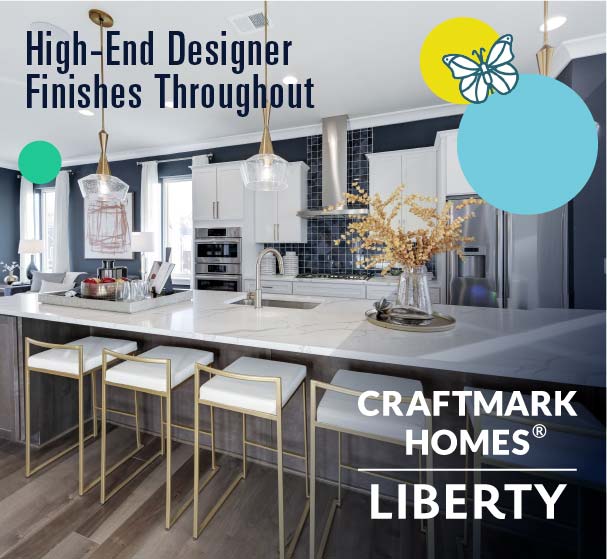 High-End Designer
Finishes Throughout
CRAFTMARK
HOMES®
LIBERTY